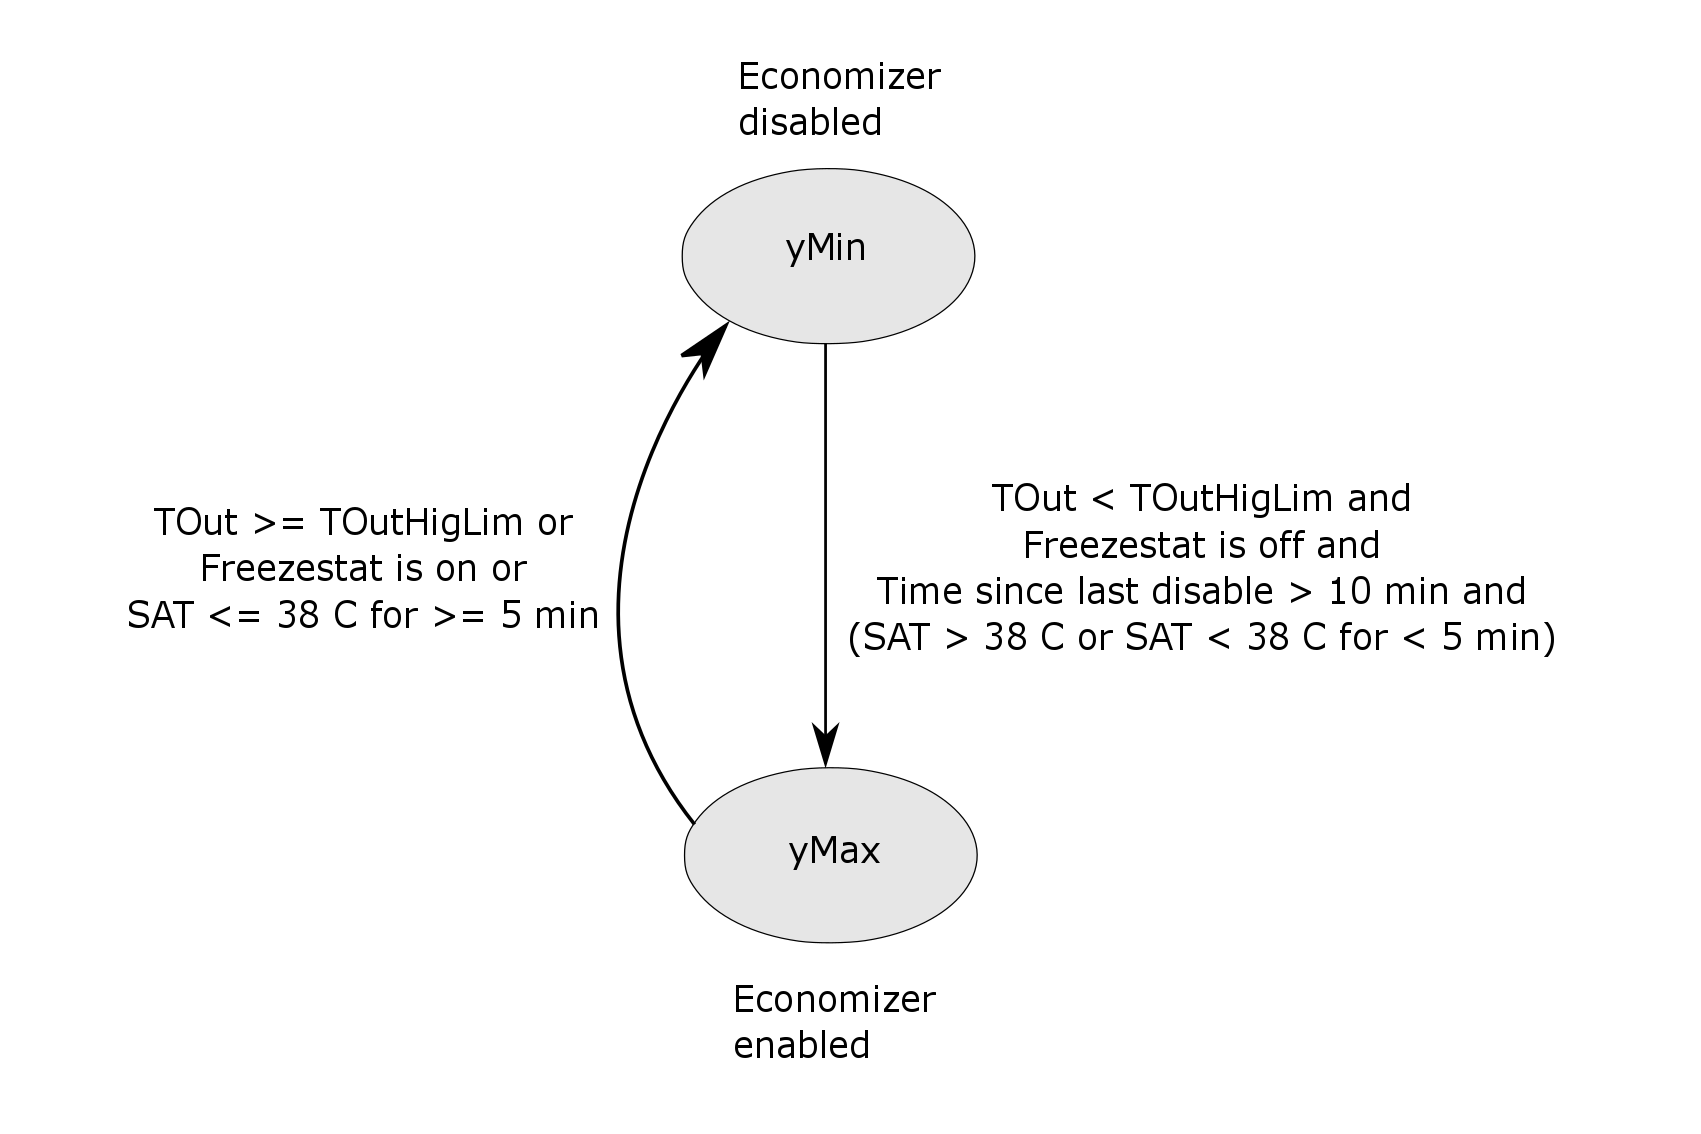 Economizer
disabled
yMin
TOut < TOutHigLim and
Freezestat is off and
Time since last disable > 10 min and
(SAT > 38 C or SAT < 38 C for < 5 min)
TOut >= TOutHigLim or
Freezestat is on or
SAT <= 38 C for >= 5 min
yMax
Economizer
enabled